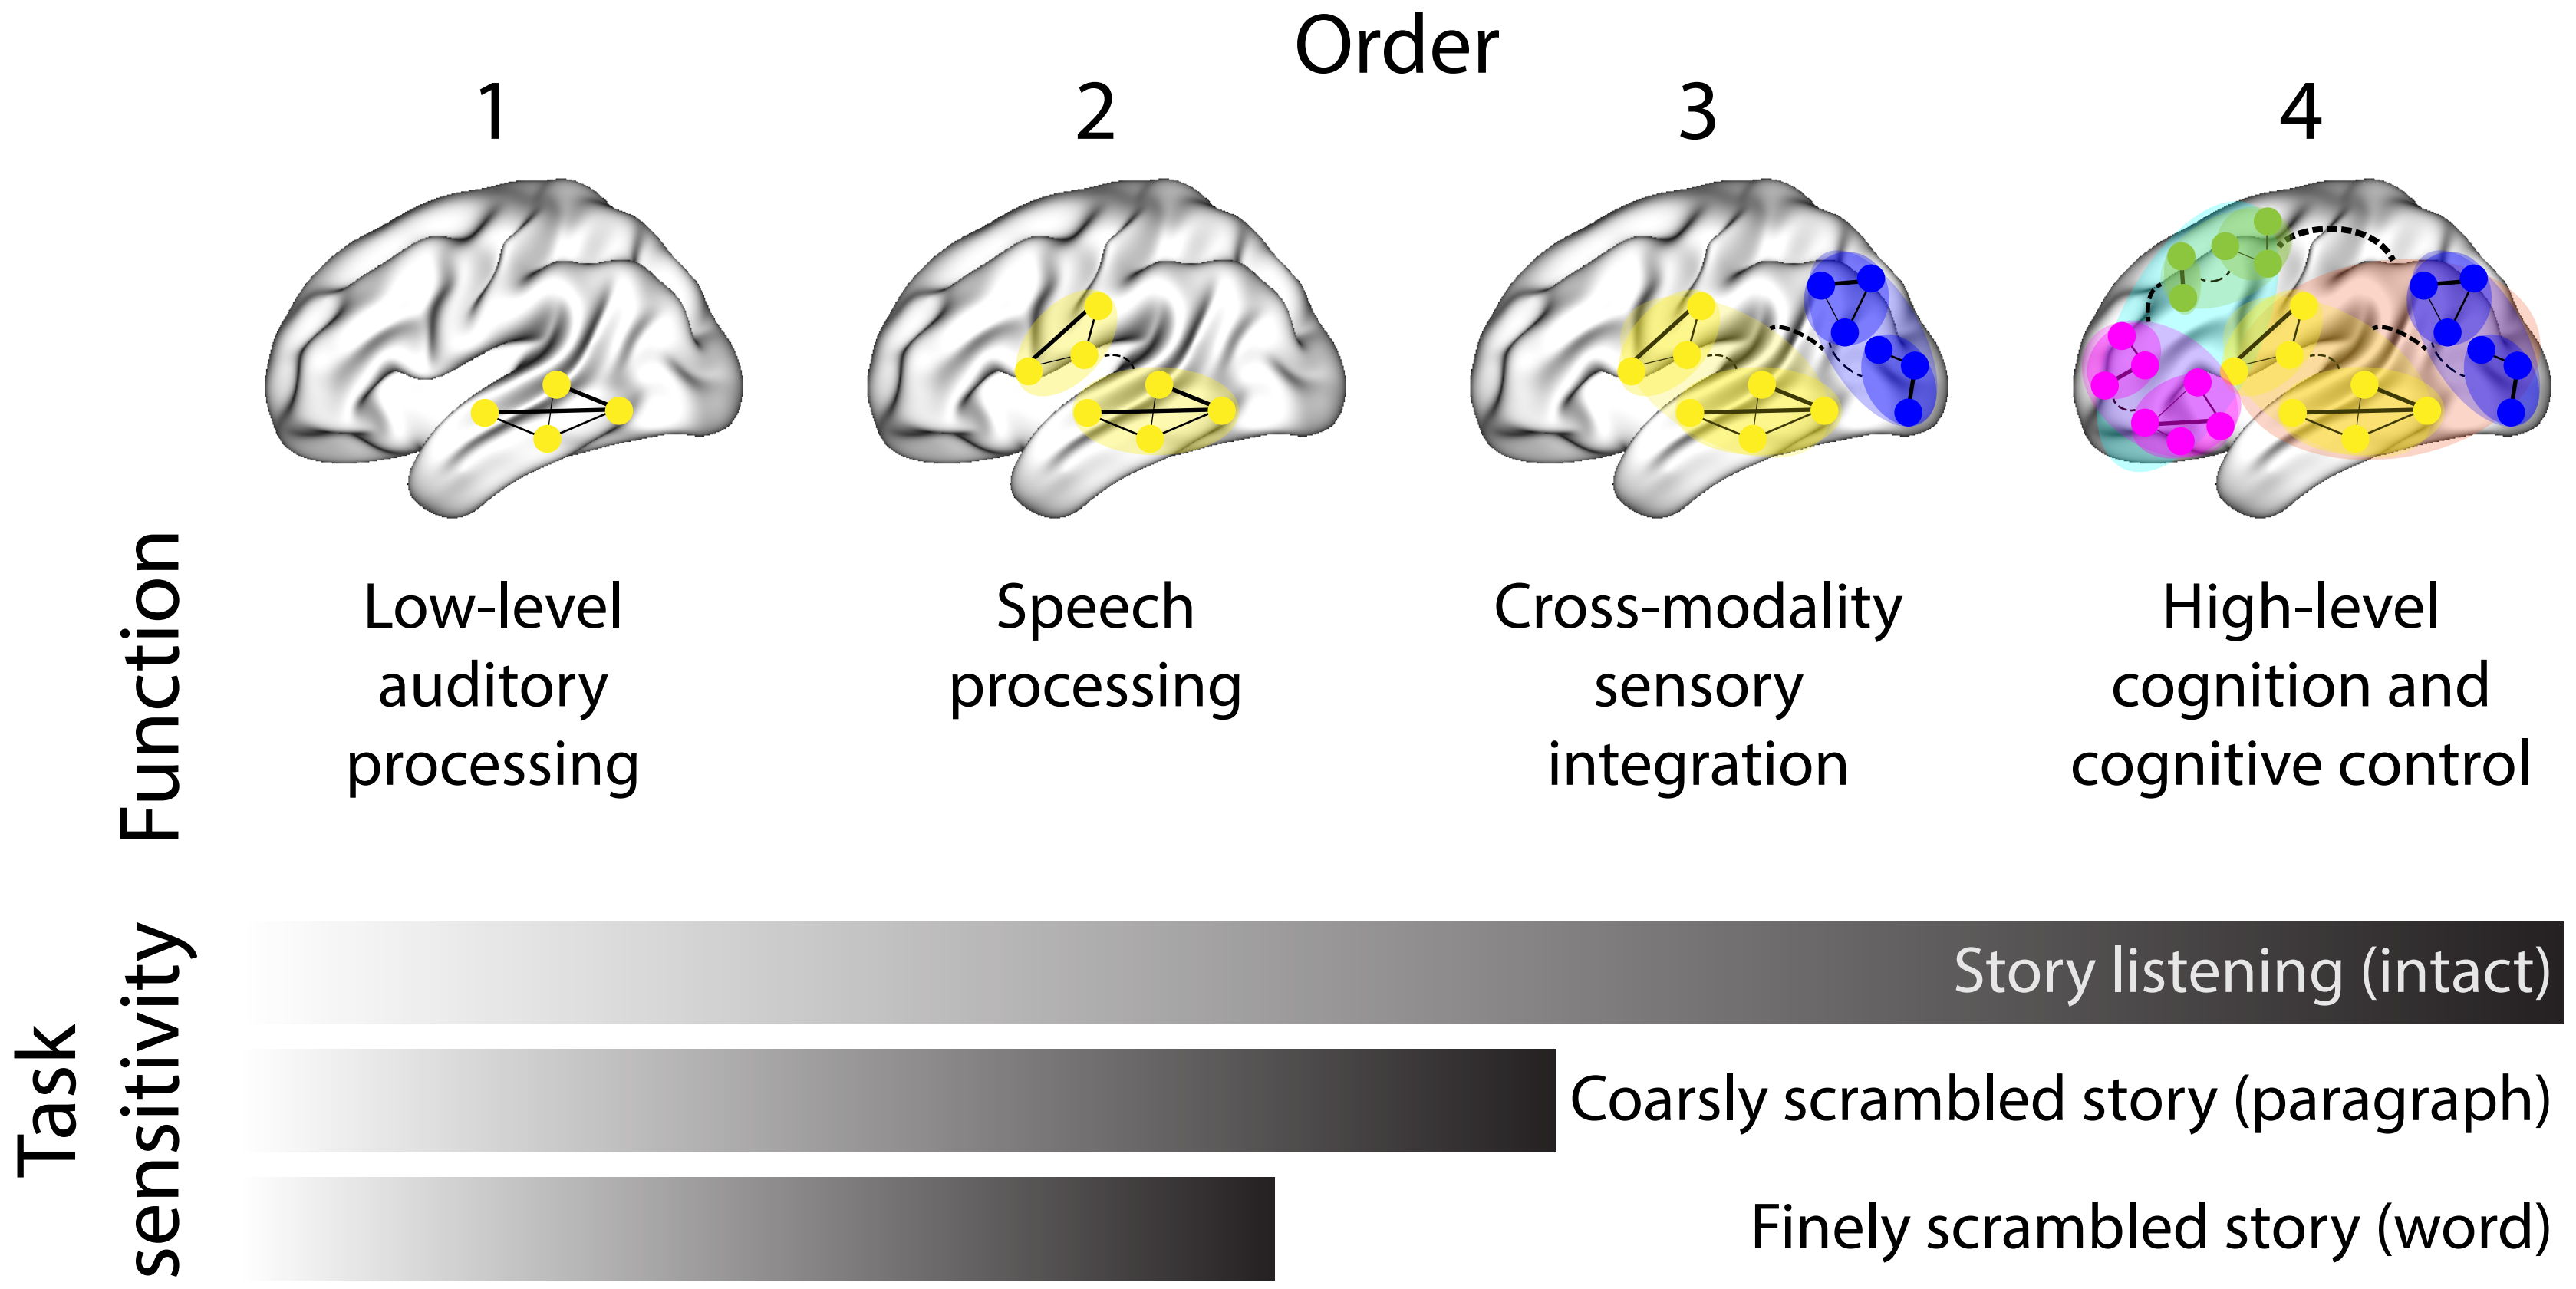 Order
1
2
3
4
Function
Low-level
auditory
processing
Speech
processing
Cross-modality
sensory
integration
High-level
cognition and
cognitive control
Task
sensitivity
Story listening (intact)
Coarsly scrambled story (paragraph)
Finely scrambled story (word)